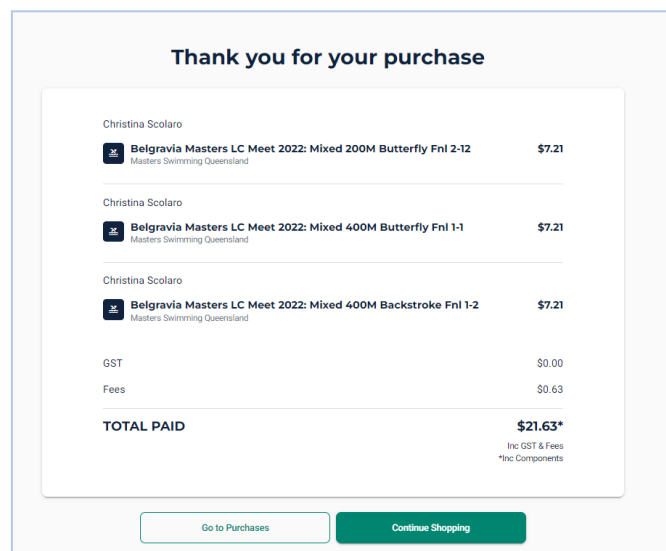 Thank you for your purchase
Christina Scolaro
Belgravia Masters LC Meet 2022: Mixed 200M Butterfly Fnl 2-12 $7.21
Masters Swimming Queensland
Christina Scolaro
Belgravia Masters LC Meet 2022: Mixed 400M Butterfly Fnl 1-1 $7.21
Masters Swimming Queensland
Christina Scolaro
Belgravia Masters LC Meet 2022: Mixed 400M Backstroke Fnl 1-2 $7.21
Masters Swimming Queensland
GST $0.00
Fees $0.63
TOTAL PAID $21.63*
Inc GST & Fees
*Inc Components
Go to Purchases Continue Shopping